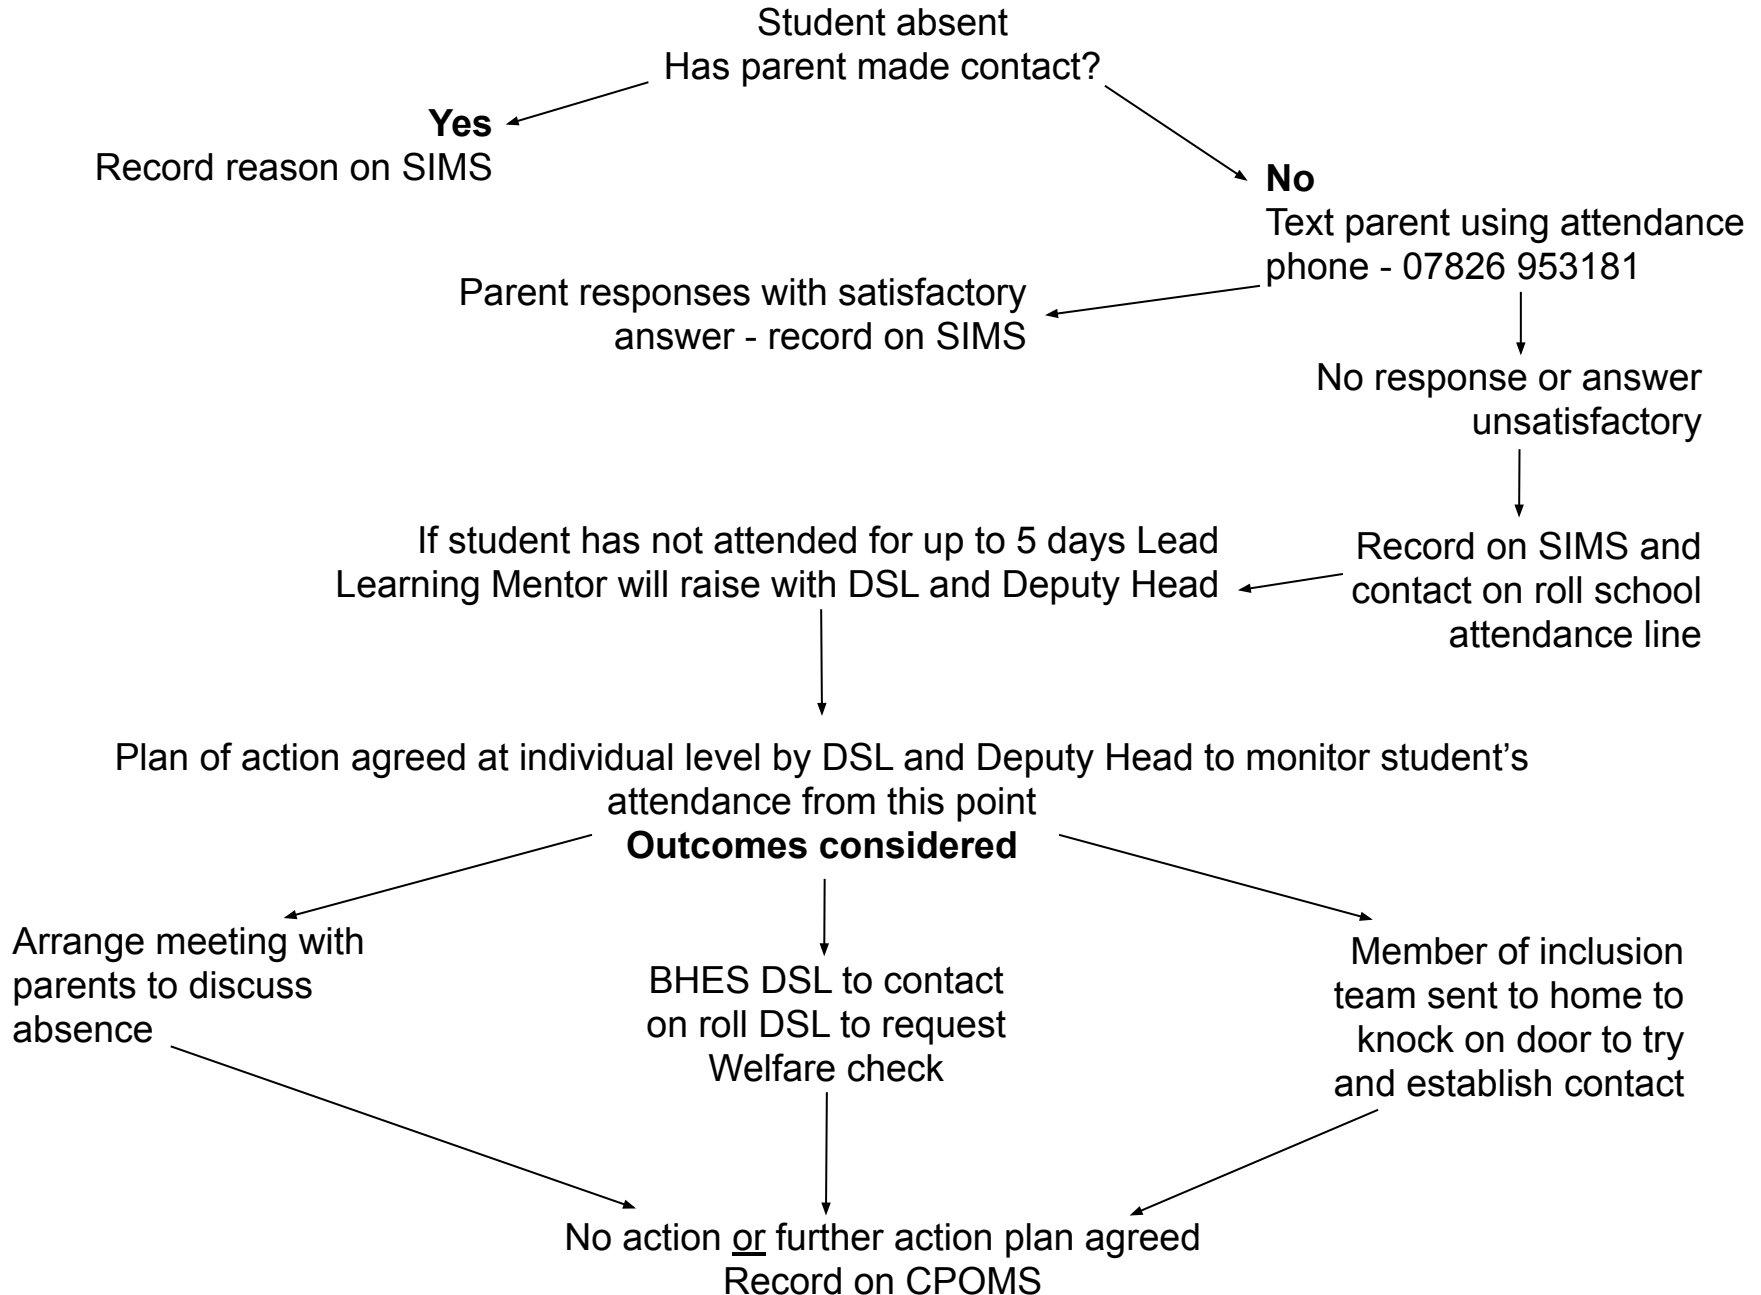 Student absent
Has parent made contact?
Yes
Record reason on SIMS
No
Text parent using attendance
phone - 07826 953181
Parent responses with satisfactory
answer - record on SIMS
No response or answer
unsatisfactory
Record on SIMS and
contact on roll school
attendance line
If student has not attended for up to 5 days Lead
Learning Mentor will raise with DSL and Deputy Head
Plan of action agreed at individual level by DSL and Deputy Head to monitor student’s
attendance from this point
Outcomes considered
Arrange meeting with
parents to discuss
absence
BHES DSL to contact
on roll DSL to request
Welfare check
Member of inclusion
team sent to home to
knock on door to try
and establish contact
No action or further action plan agreed
Record on CPOMS